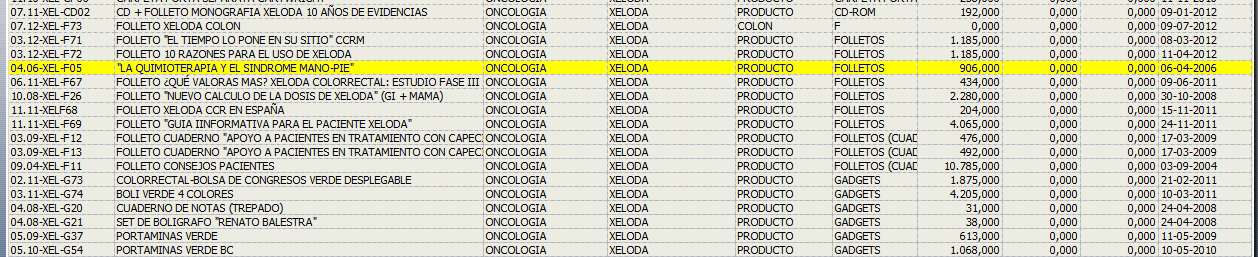 07.11-XEL-CD02 CD + FOLLETO MONOGRAFIA XELODA 10 AÑOS DE EVIDENCIAS ONCOLOGIA XELODA PRODUCTO CD-ROM 192,000 0,000 0,000 09-01-2012
07.12-XEL-F73 FOLLETO XELODA COLON ONCOLOGIA XELODA COLON F 0,000 0,000 0,000 09-07-2012
03.12-XEL-F71 FOLLETO "EL TIEMPO LO PONE EN SU SITIO" CCRM ONCOLOGIA XELODA PRODUCTO FOLLETOS 1.185,000 0,000 0,000 08-03-2012
03.12-XEL-F72 FOLLETO 10 RAZONES PARA EL USO DE XELODA ONCOLOGIA XELODA PRODUCTO FOLLETOS 1.185,000 0,000 0,000 11-04-2012
04.06-XEL-F05 "LA QUIMIOTERAPIA Y EL SINDROME MANO-PIE" ONCOLOGIA XELODA PRODUCTO FOLLETOS 906,000 0,000 0,000 06-04-2006
06.11-XEL-F67 FOLLETO ¿QUÉ VALORAS MAS? XELODA COLORRECTAL: ESTUDIO FASE III ONCOLOGIA XELODA PRODUCTO FOLLETOS 434,000 0,000 0,000 09-06-2011
10.08-XEL-F26 FOLLETO "NUEVO CALCULO DE LA DOSIS DE XELODA" (GI + MAMA) ONCOLOGIA XELODA PRODUCTO FOLLETOS 2.280,000 0,000 0,000 30-10-2008
11.11-XELF68 FOLLETO XELODA CCR EN ESPAÑA ONCOLOGIA XELODA PRODUCTO FOLLETOS 204,000 0,000 0,000 15-11-2011
11.11-XEL-F69 FOLLETO "GUIA IINFORMATIVA PARA EL PACIENTE XELODA" ONCOLOGIA XELODA PRODUCTO FOLLETOS 4.065,000 0,000 0,000 24-11-2011
03.09-XEL-F12 FOLLETO CUADERNO "APOYO A PACIENTES EN TRATAMIENTO CON CAPECI ONCOLOGIA XELODA PRODUCTO FOLLETOS (CUAD 476,000 0,000 0,000 17-03-2009
03.09-XEL-F13 FOLLETO CUADERNO "APOYO A PACIENTES EN TRATAMIENTO CON CAPECI ONCOLOGIA XELODA PRODUCTO FOLLETOS (CUAD 492,000 0,000 0,000 17-03-2009
09.04-XEL-F11 FOLLETO CONSEJOS PACIENTES ONCOLOGIA XELODA PRODUCTO FOLLETOS 10.785,000 0,000 0,000 03-09-2004
02.11-XEL-G73 COLORRECTAL-BOLSA DE CONGRESOS VERDE DESPLEGABLE ONCOLOGIA XELODA PRODUCTO GADGETS 1.875,000 0,000 0,000 21-02-2011
03.11-XEL-G74 BOLI VERDE 4 COLORES ONCOLOGIA XELODA PRODUCTO GADGETS 4.205,000 0,000 0,000 10-03-2011
04.08-XEL-G20 CUADERNO DE NOTAS (TREPADO) ONCOLOGIA XELODA PRODUCTO GADGETS 31,000 0,000 0,000 24-04-2008
04.08-XEL-G21 SET DE BOLIGRAFO "RENATO BALESTRA" ONCOLOGIA XELODA PRODUCTO GADGETS 38,000 0,000 0,000 24-04-2008
05.09-XEL-G37 PORTAMINAS VERDE ONCOLOGIA XELODA PRODUCTO GADGETS 613,000 0,000 0,000 11-05-2009
05.10-XEL-G54 PORTAMINAS VERDE BC ONCOLOGIA XELODA PRODUCTO GADGETS 1.068,000 0,000 0,000 10-05-2010